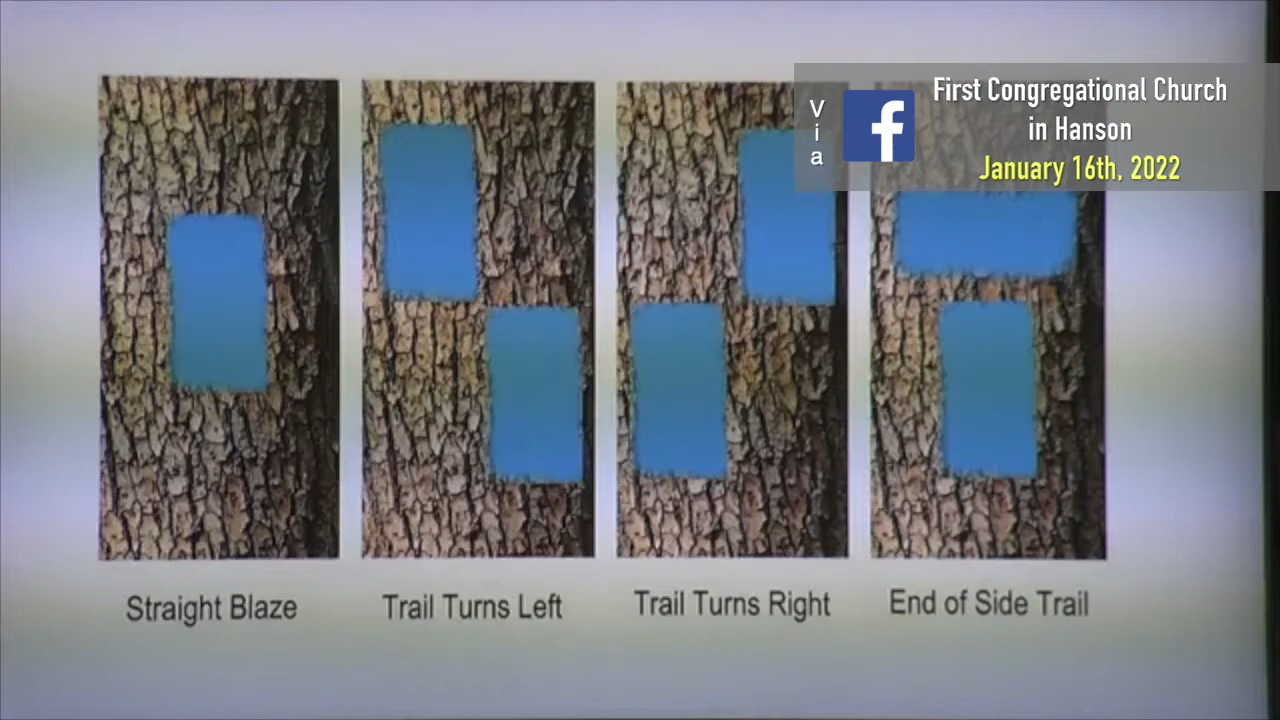 Via
First Congregational Church
in Hanson
January 16th, 2022
Straight Blaze
Trail Turns Left
Trail Turns Right
End of Side Trail